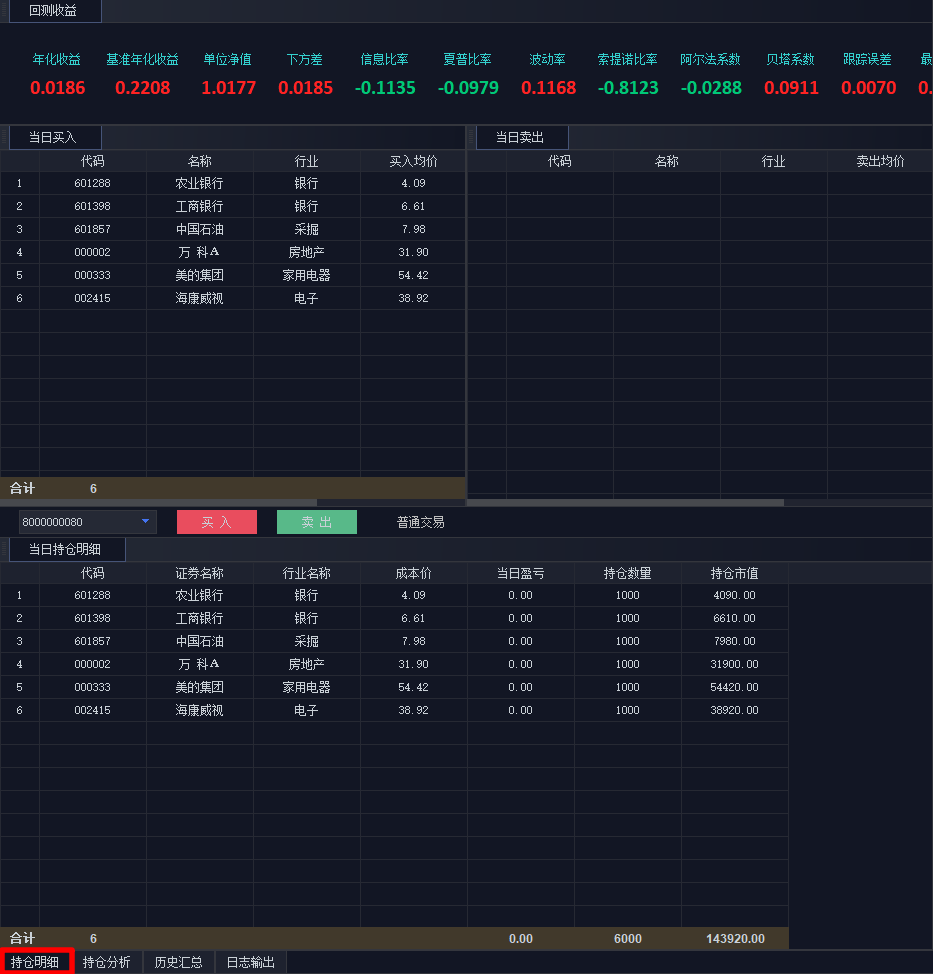 回测收益
年化收益 基准年化收益 单位净值 下方差 信息比率 夏普比率 波动率 索提诺比率 阿尔法系数 贝塔系数 跟踪误差 最
0.0186 0.2208 1.0177 0.0185 -0.1135 -0.0979 0.1168 -0.8123 -0.0288 0.0911 0.0070 0.
当日买入 当日卖出
代码 名称 行业 买入均价 代码 名称 行业 卖出均价
1 601288 农业银行 银行 4.09
2 601398 工商银行 银行 6.61
3 601857 中国石油 采掘 7.98
4 000002 万 科A 房地产 31.90
5 000333 美的集团 家用电器 54.42
6 002415 海康威视 电子 38.92
合计 6
8000000080 买 入 卖 出 普通交易
当日持仓明细
代码 证券名称 行业名称 成本价 当日盈亏 持仓数量 持仓市值
1 601288 农业银行 银行 4.09 0.00 1000 4090.00
2 601398 工商银行 银行 6.61 0.00 1000 6610.00
3 601857 中国石油 采掘 7.98 0.00 1000 7980.00
4 000002 万 科A 房地产 31.90 0.00 1000 31900.00
5 000333 美的集团 家用电器 54.42 0.00 1000 54420.00
6 002415 海康威视 电子 38.92 0.00 1000 38920.00
合计 6 0.00 6000 143920.00
持仓明细 持仓分析 历史汇总 日志输出